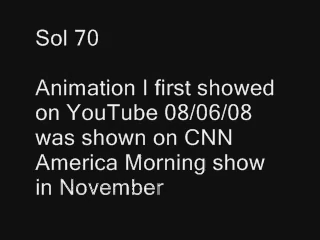 Sol 70
Animation I first showed
on YouTube 08/06/08
was shown on CNN
America Morning show
in November